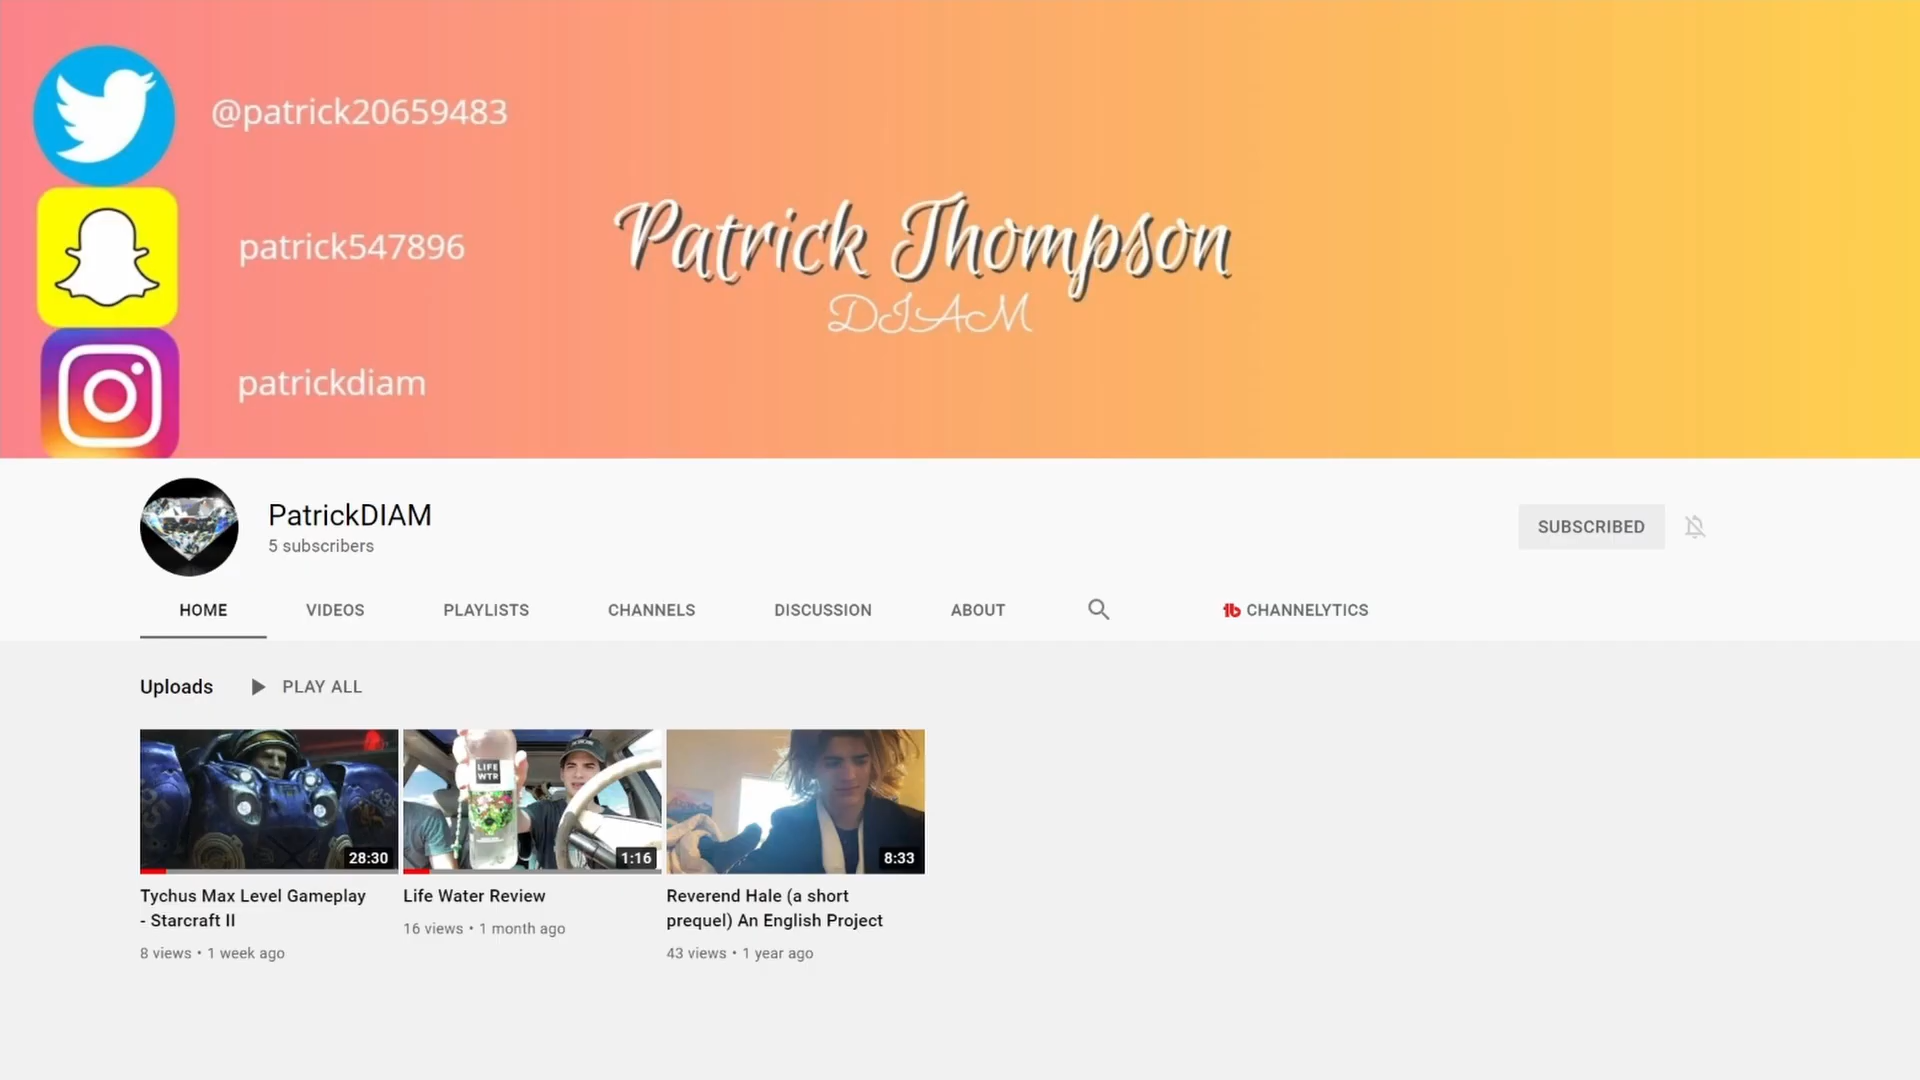 @patrick20659483
patrick547896
patrickdiam
Patrick Thompson
DIAM
PatrickDIAM
5 subscribers
SUBSCRIBED
HOME
VIDEOS
PLAYLISTS
CHANNELS
DISCUSSION
ABOUT
CHANNELYTICS
Uploads
PLAY ALL
LIFE
WTR
28:30
1:16
8:33
Tychus Max Level Gameplay
- Starcraft II
8 views • 1 week ago
Life Water Review
16 views • 1 month ago
Reverend Hale (a short
prequel) An English Project
43 views • 1 year ago